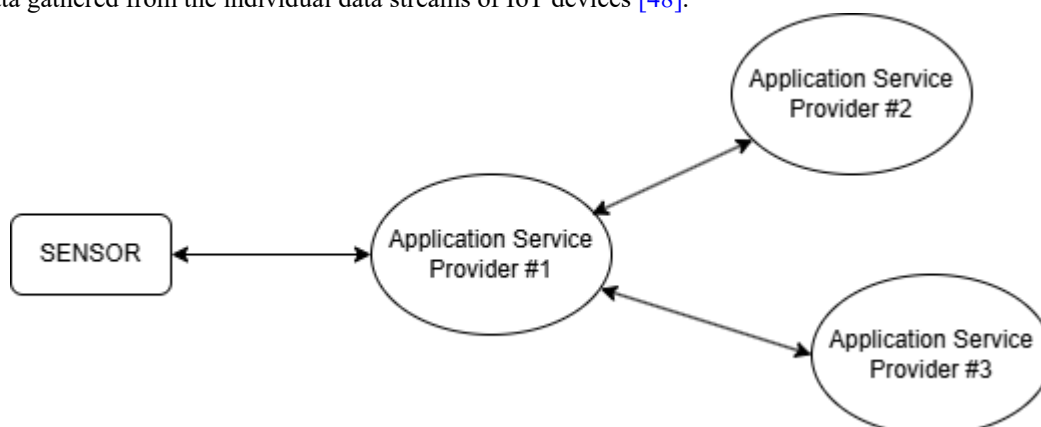 ata gathered from the individual data streams of IoT devices [48].
Application Service
Provider #2
SENSOR
Application Service
Provider #1
Application Service
Provider #3